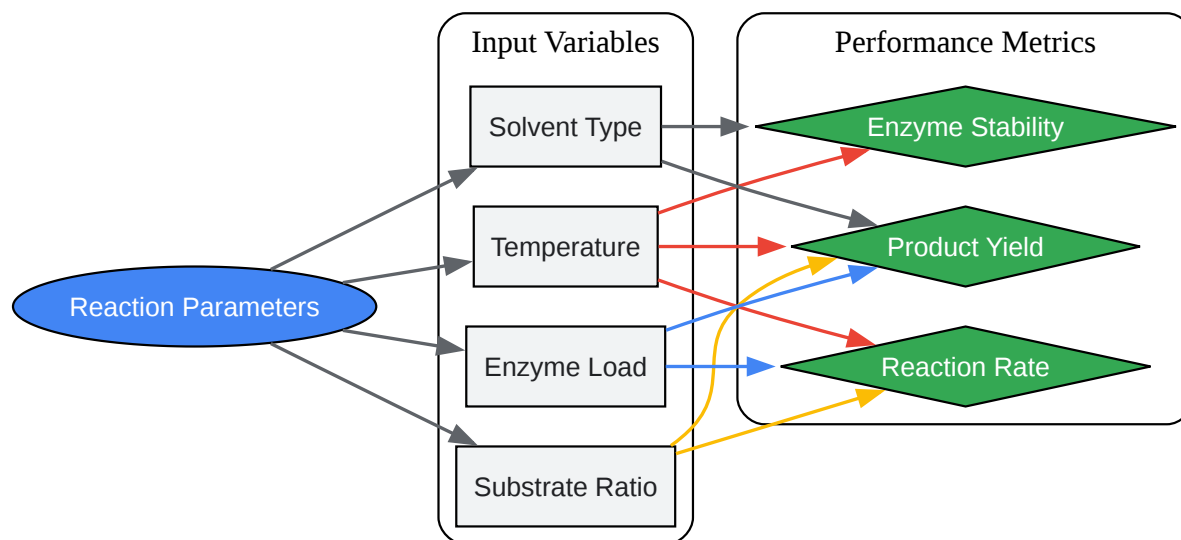 Input Variables
Performance Metrics
Solvent Type
Enzyme Stability
Temperature
Product Yield
Reaction Parameters
Enzyme Load
Reaction Rate
Substrate Ratio